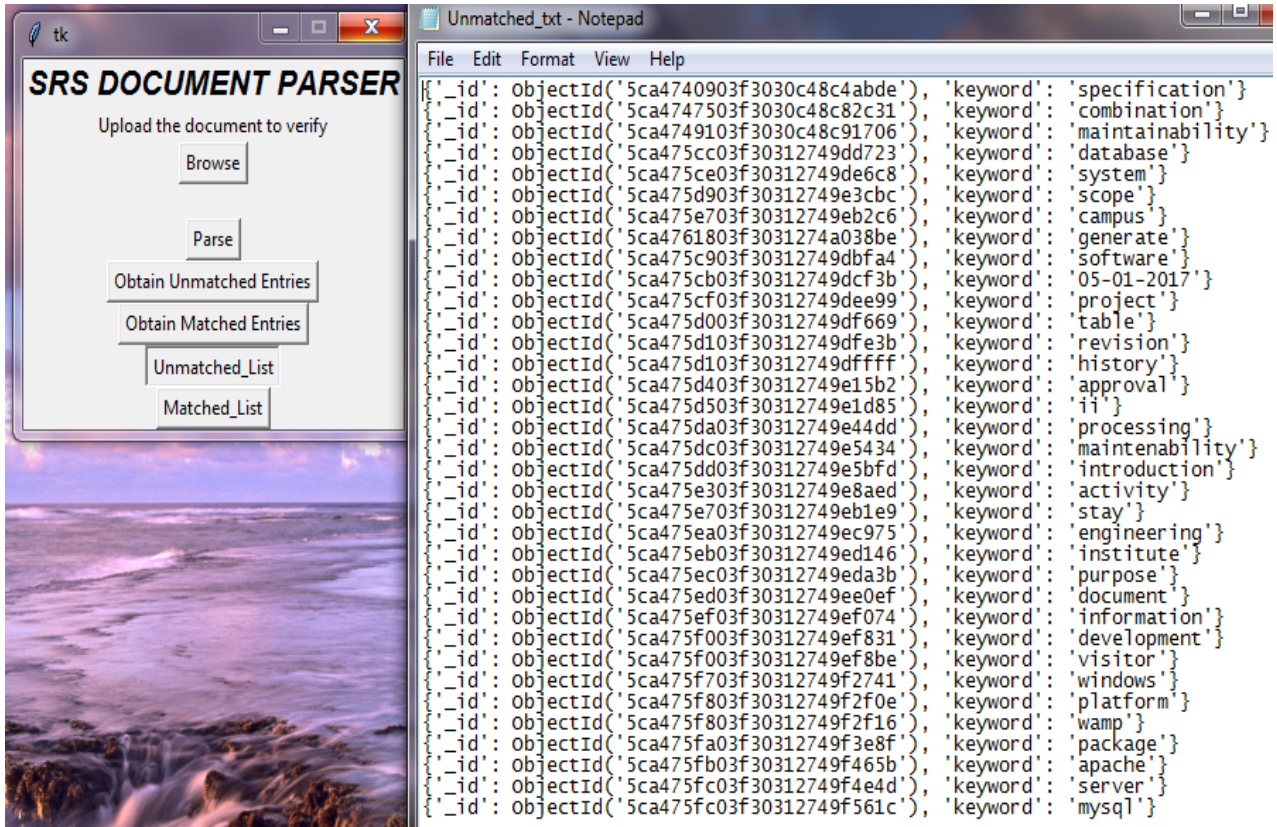 tk
SRS DOCUMENT PARSER
Upload the document to verify
Browse
Parse
Obtain Unmatched Entries
Obtain Matched Entries
Unmatched_List
Matched_List
Unmatched_txt - Notepad
File Edit Format View Help
{'_id': ObjectId('5ca4740903f3030c48c4abde'), 'keyword': 'specification'}
{'_id': ObjectId('5ca4747503f3030c48c82c31'), 'keyword': 'combination'}
{'_id': ObjectId('5ca4749103f3030c48c91706'), 'keyword': 'maintainability'}
{'_id': ObjectId('5ca475cc03f30312749dd723'), 'keyword': 'database'}
{'_id': ObjectId('5ca475ce03f30312749de6c8'), 'keyword': 'system'}
{'_id': ObjectId('5ca475d903f30312749e3cbc'), 'keyword': 'scope'}
{'_id': ObjectId('5ca475e703f30312749eb2c6'), 'keyword': 'campus'}
{'_id': ObjectId('5ca4761803f3031274a038be'), 'keyword': 'generate'}
{'_id': ObjectId('5ca475c903f30312749dbfa4'), 'keyword': 'software'}
{'_id': ObjectId('5ca475cb03f30312749dcf3b'), 'keyword': '05-01-2017'}
{'_id': ObjectId('5ca475cf03f30312749dee99'), 'keyword': 'project'}
{'_id': ObjectId('5ca475d003f30312749df669'), 'keyword': 'table'}
{'_id': ObjectId('5ca475d103f30312749dfe3b'), 'keyword': 'revision'}
{'_id': ObjectId('5ca475d103f30312749dffff'), 'keyword': 'history'}
{'_id': ObjectId('5ca475d403f30312749e15b2'), 'keyword': 'approval'}
{'_id': ObjectId('5ca475d503f30312749e1d85'), 'keyword': 'ii'}
{'_id': ObjectId('5ca475da03f30312749e44dd'), 'keyword': 'processing'}
{'_id': ObjectId('5ca475dc03f30312749e5434'), 'keyword': 'maintenability'}
{'_id': ObjectId('5ca475dd03f30312749e5bfd'), 'keyword': 'introduction'}
{'_id': ObjectId('5ca475e303f30312749e8aed'), 'keyword': 'activity'}
{'_id': ObjectId('5ca475e703f30312749eb1e9'), 'keyword': 'stay'}
{'_id': ObjectId('5ca475ea03f30312749ec975'), 'keyword': 'engineering'}
{'_id': ObjectId('5ca475eb03f30312749ed146'), 'keyword': 'institute'}
{'_id': ObjectId('5ca475ec03f30312749eda3b'), 'keyword': 'purpose'}
{'_id': ObjectId('5ca475ed03f30312749ee0ef'), 'keyword': 'document'}
{'_id': ObjectId('5ca475ef03f30312749ef074'), 'keyword': 'information'}
{'_id': ObjectId('5ca475f003f30312749ef831'), 'keyword': 'development'}
{'_id': ObjectId('5ca475f003f30312749ef8be'), 'keyword': 'visitor'}
{'_id': ObjectId('5ca475f703f30312749f2741'), 'keyword': 'windows'}
{'_id': ObjectId('5ca475f803f30312749f2f0e'), 'keyword': 'platform'}
{'_id': ObjectId('5ca475f803f30312749f2f16'), 'keyword': 'wamp'}
{'_id': ObjectId('5ca475fa03f30312749f3e8f'), 'keyword': 'package'}
{'_id': ObjectId('5ca475fb03f30312749f465b'), 'keyword': 'apache'}
{'_id': ObjectId('5ca475fc03f30312749f4e4d'), 'keyword': 'server'}
{'_id': ObjectId('5ca475fc03f30312749f561c'), 'keyword': 'mysql'}